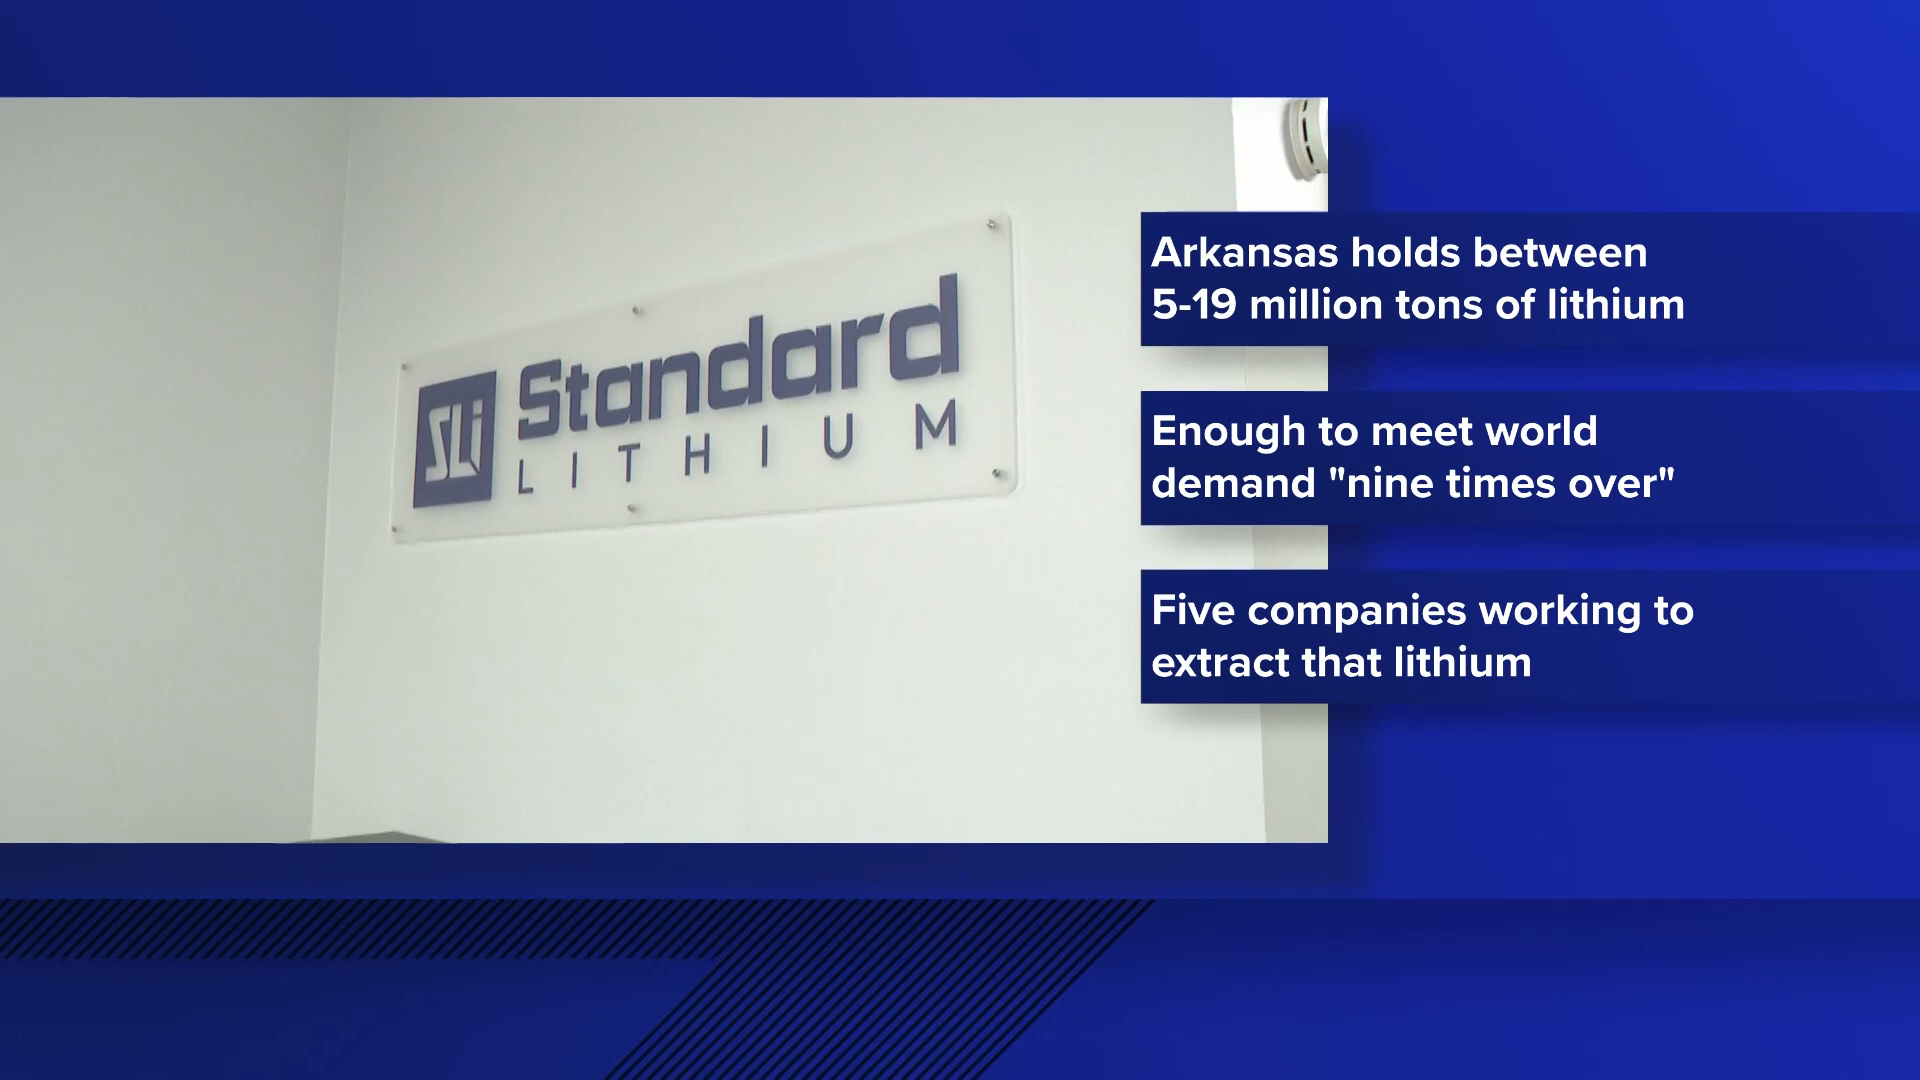 SLi
Standard
LITHIUM
Arkansas holds between
5-19 million tons of lithium
Enough to meet world
demand "nine times over"
Five companies working to
extract that lithium